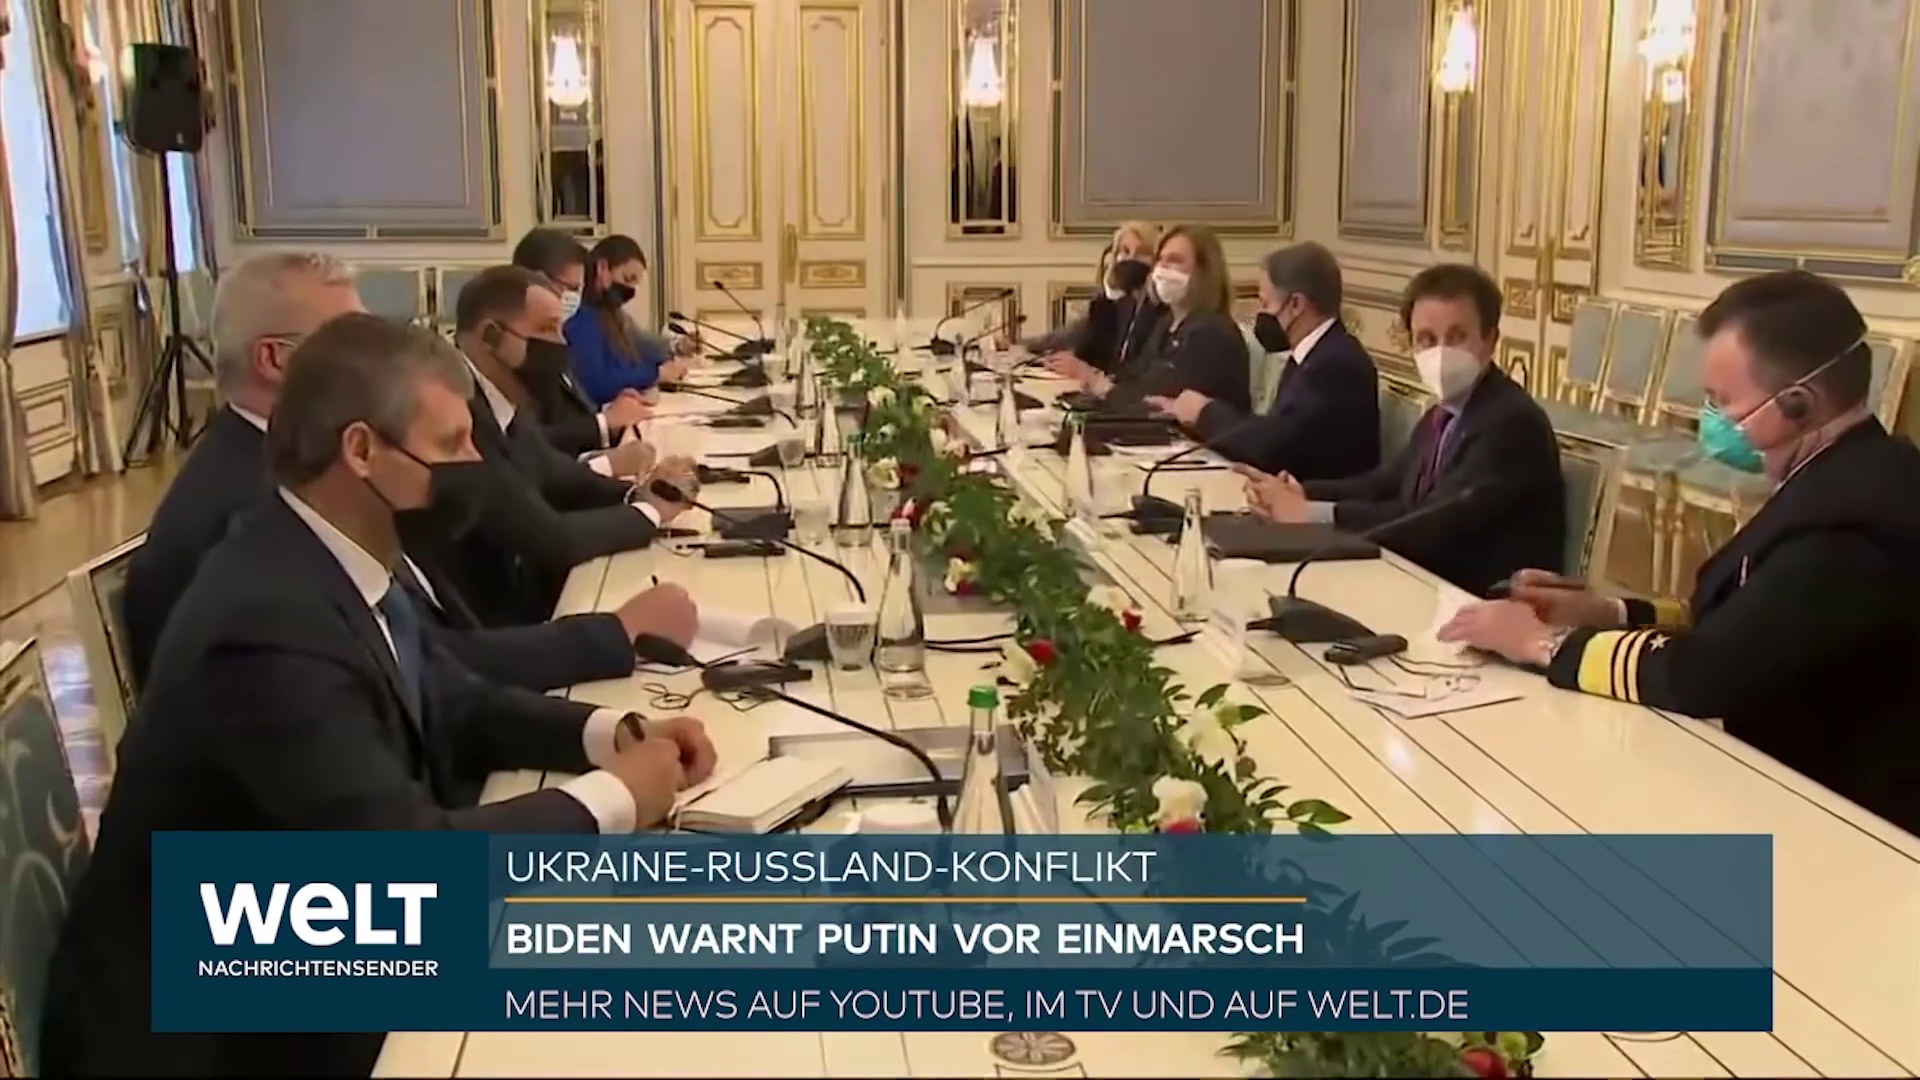 UKRAINE-RUSSLAND-KONFLIKT
WELT
BIDEN WARNT PUTIN VOR EINMARSCH
NACHRICHTENSENDER
MEHR NEWS AUF YOUTUBE, IM TV UND AUF WELT.DE